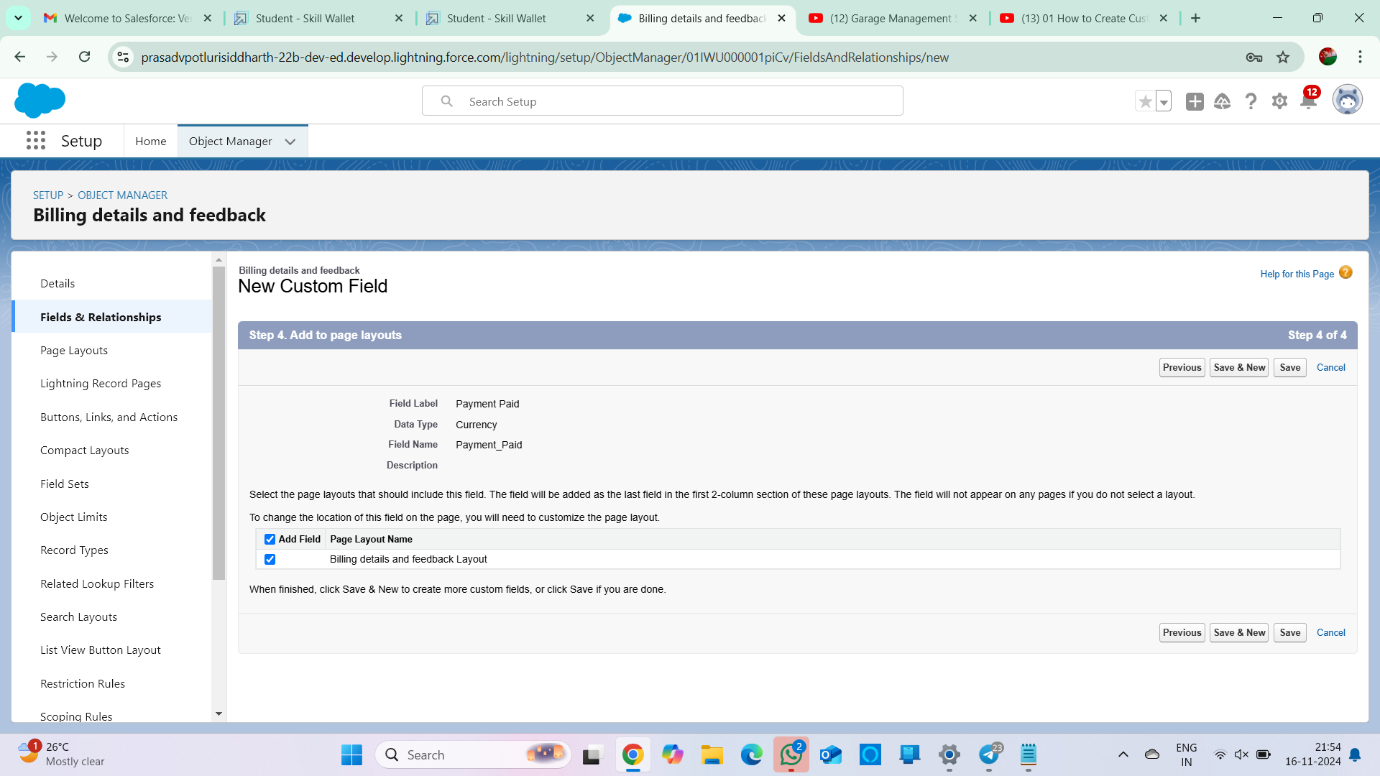 Welcome to Salesforce: Ve
Student - Skill Wallet
Student - Skill Wallet
Billing details and feedback
(12) Garage Management S
(13) 01 How to Create Cus
prasadvpotlurisiddharth-22b-dev-ed.develop.lightning.force.com/lightning/setup/ObjectManager/01IWU000001piCv/FieldsAndRelationships/new
Search Setup
12
Setup
Home
Object Manager
SETUP > OBJECT MANAGER
Billing details and feedback
Details
Fields & Relationships
Page Layouts
Lightning Record Pages
Buttons, Links, and Actions
Compact Layouts
Field Sets
Object Limits
Record Types
Related Lookup Filters
Search Layouts
List View Button Layout
Restriction Rules
Scoping Rules
Billing details and feedback
New Custom Field
Help for this Page
Step 4. Add to page layouts
Step 4 of 4
Previous
Save & New
Save
Cancel
Field Label Payment Paid
Data Type Currency
Field Name Payment_Paid
Description
Select the page layouts that should include this field. The field will be added as the last field in the first 2-column section of these page layouts. The field will not appear on any pages if you do not select a layout.
To change the location of this field on the page, you will need to customize the page layout.
Add Field Page Layout Name
Billing details and feedback Layout
When finished, click Save & New to create more custom fields, or click Save if you are done.
Previous
Save & New
Save
Cancel
1
26°C
Mostly clear
Search
2
23
ENG
IN
21:54
16-11-2024